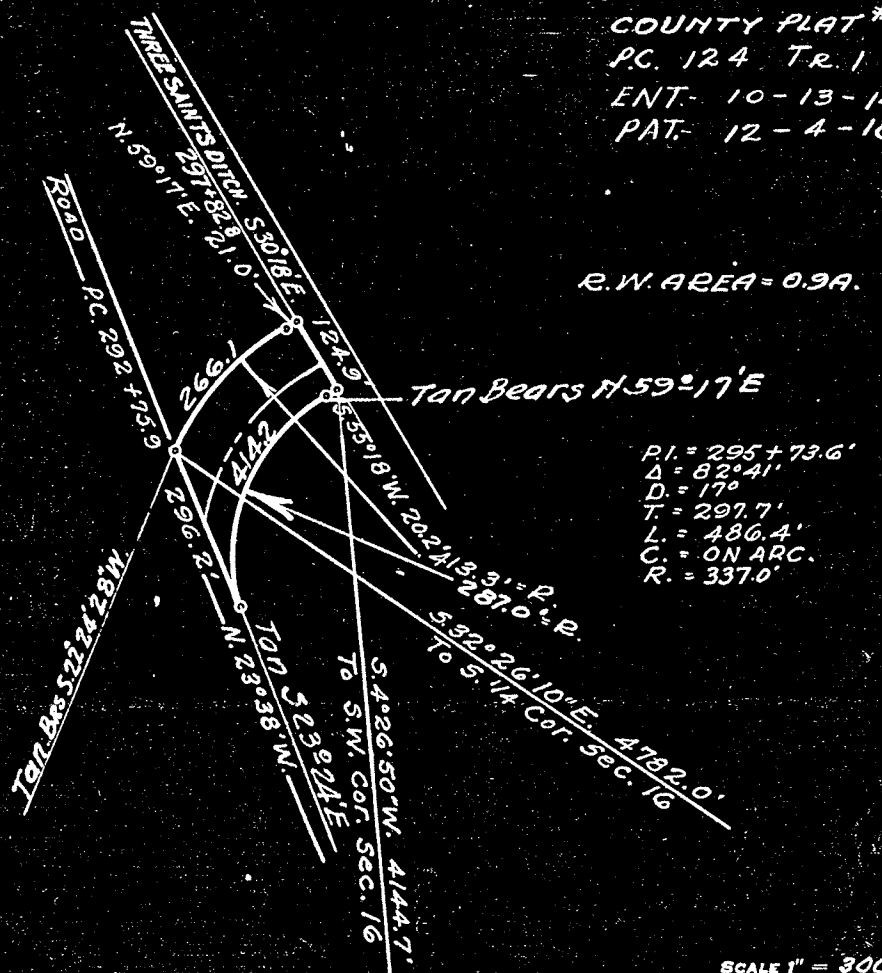 COUNTY PLAT #
P.C. 124 TR. 1
ENT.- 10-13-1
PAT.- 12-4-1
THREE SAINTS DITCH. S30°18'E.
297+82.8
N.59°17'E. 21.0'
ROAD
P.C. 292+75.9
R.W. AREA = 0.9A.
124.9'
266.1
Tan Bears N.59°17'E
S.55°18'W. 20.2'
414.2
P.I. = 295+73.6'
Δ = 82°41'
D. = 17°
T. = 297.7'
L. = 486.4'
C. = ON ARC.
R. = 337.0'
413.3' = R.
287.0' = R.
296.2'
N. 23°38'W.
Tan. Brs S.22°24'28"W.
Tan S 23°24'E
S.32°26'10"E. 4782.0'
To S. 1/4 Cor. Sec. 16
S.4°26'50"W. 4144.7'
To S.W. Cor. Sec. 16
SCALE 1" = 300